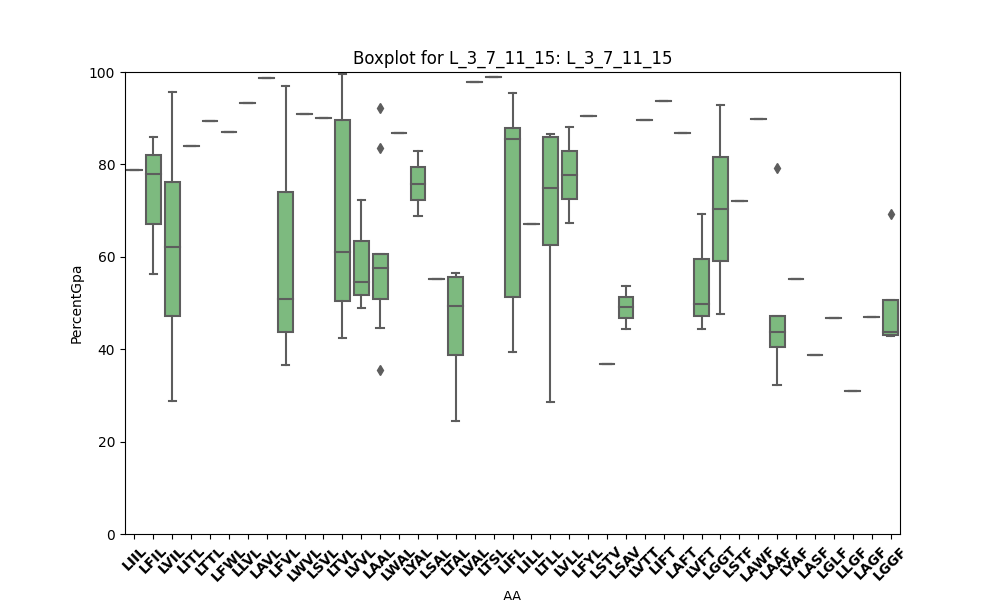 Boxplot for L_3_7_11_15: L_3_7_11_15
100
80
60
40
20
0
PercentGpa
LIIL LFIL LVIL LITL LTTL LFWL LLVL LAVL LFVL LWVL LSVL LTVL LVVL LAAL LWAL LYAL LSAL LTAL LVAL LTSL LIFL LILL LTLL LVLL LFYL LSTV LSAV LVTT LIFT LAFT LVFT LGGT LSTF LAWF LAAF LYAF LASF LGLF LLGF LAGF LGGF
AA